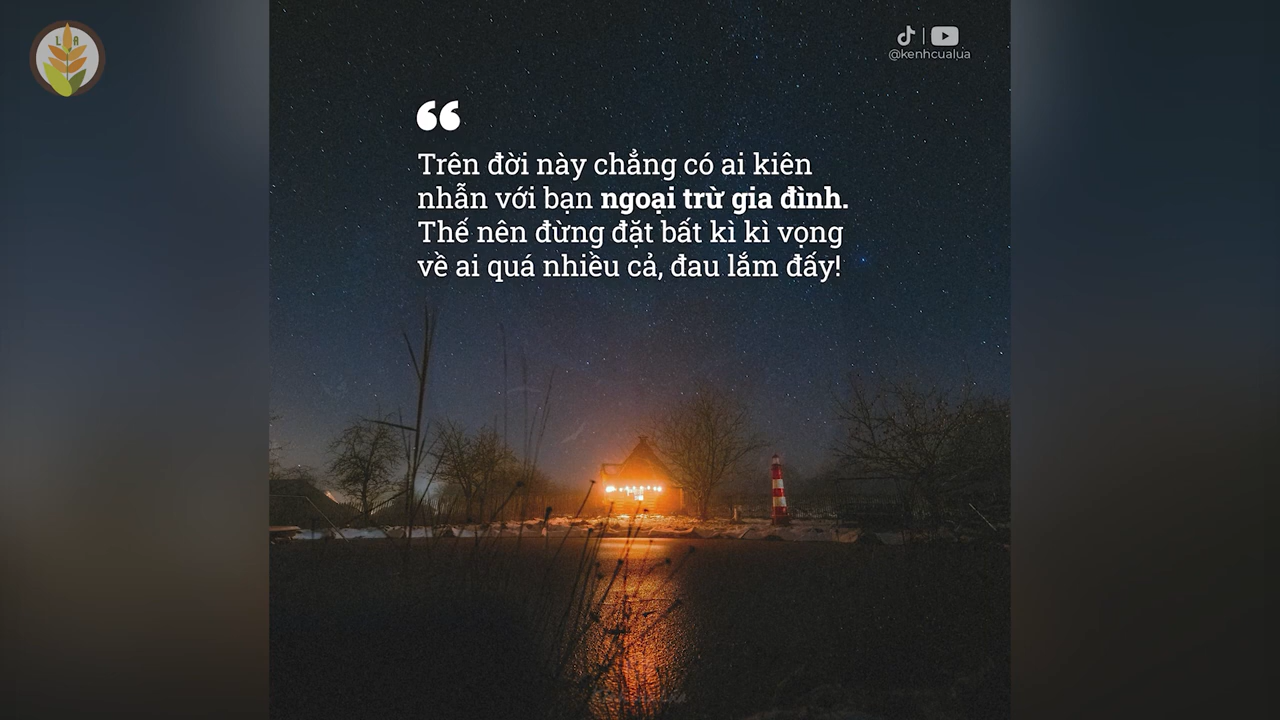 L A
@kenhcualua
“
Trên đời này chẳng có ai kiên
nhẫn với bạn ngoại trừ gia đình.
Thế nên đừng đặt bất kì kì vọng
về ai quá nhiều cả, đau lắm đấy!